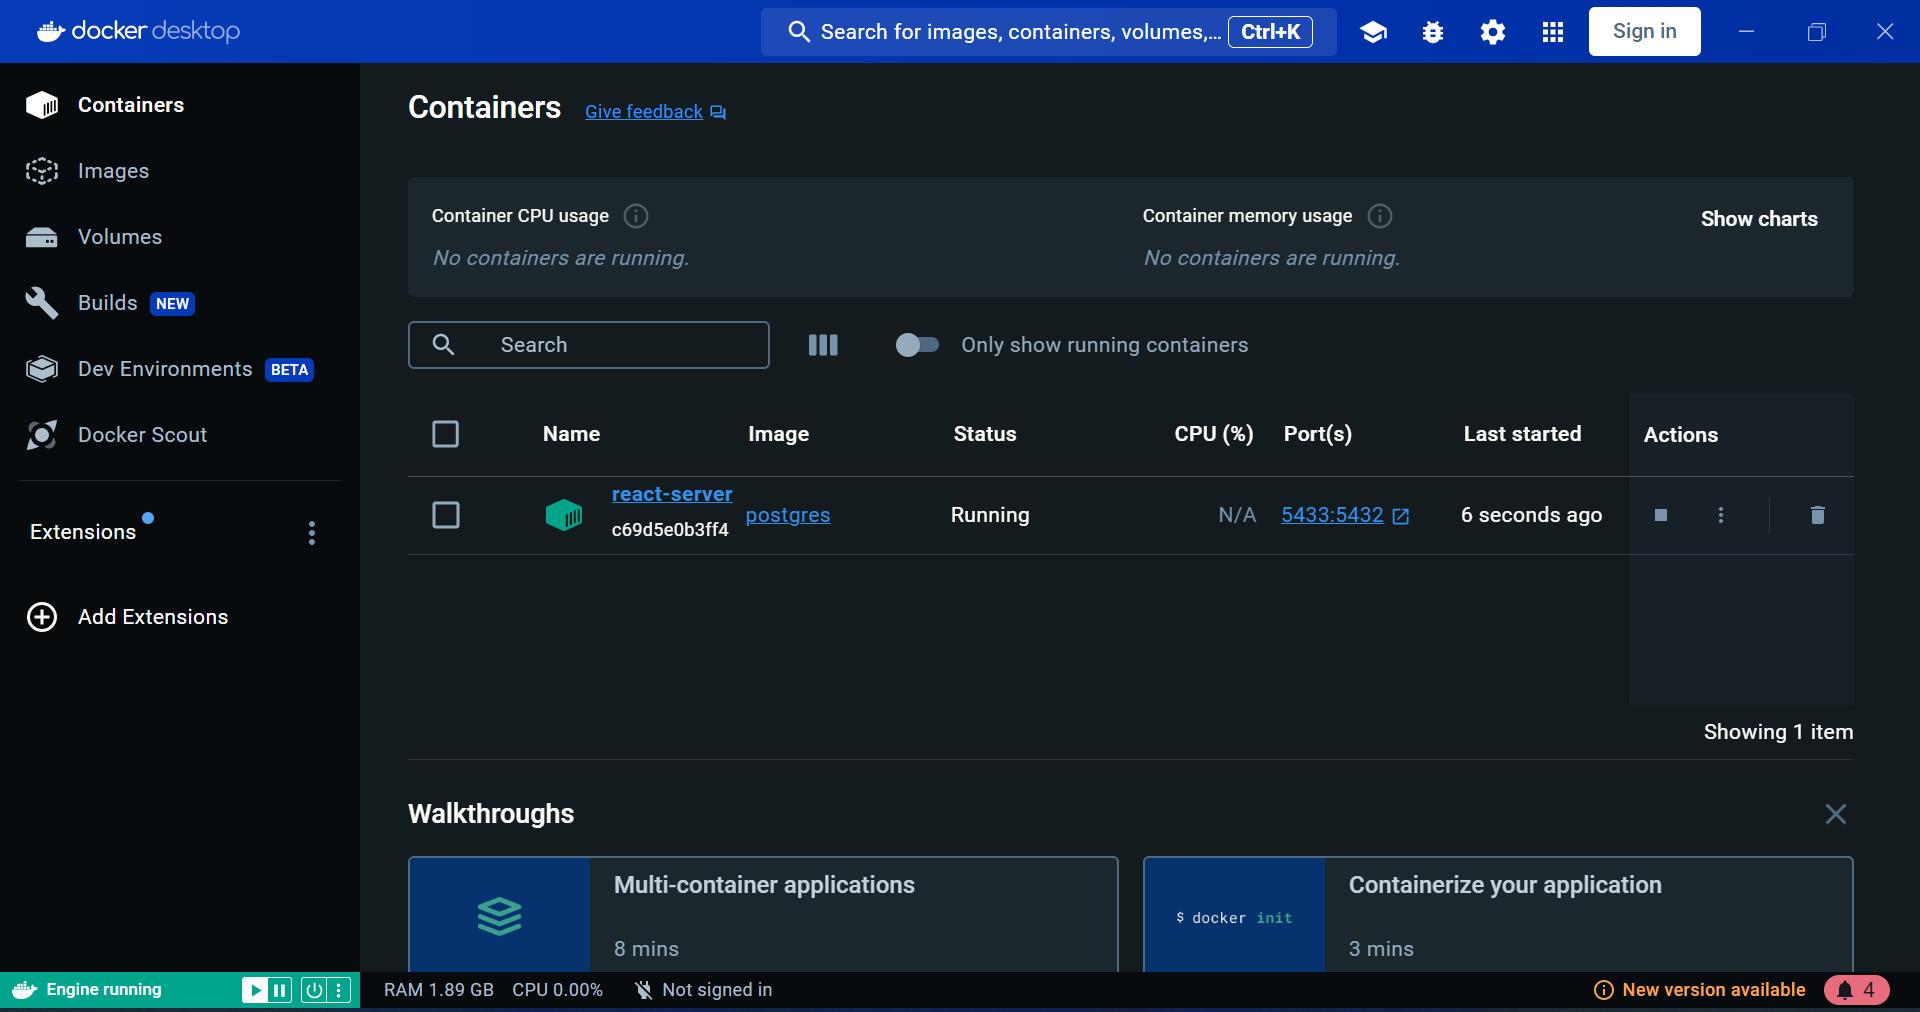 docker desktop
Search for images, containers, volumes,... Ctrl+K
Sign in
Containers
Images
Volumes
Builds NEW
Dev Environments BETA
Docker Scout
Extensions
Add Extensions
Containers Give feedback
Container CPU usage
No containers are running.
Container memory usage
No containers are running.
Show charts
Search
Only show running containers
Name Image Status CPU (%) Port(s) Last started Actions
react-server
c69d5e0b3ff4
postgres Running N/A 5433:5432 6 seconds ago
Showing 1 item
Walkthroughs
Multi-container applications
8 mins
$ docker init
Containerize your application
3 mins
Engine running
RAM 1.89 GB CPU 0.00% Not signed in
New version available 4